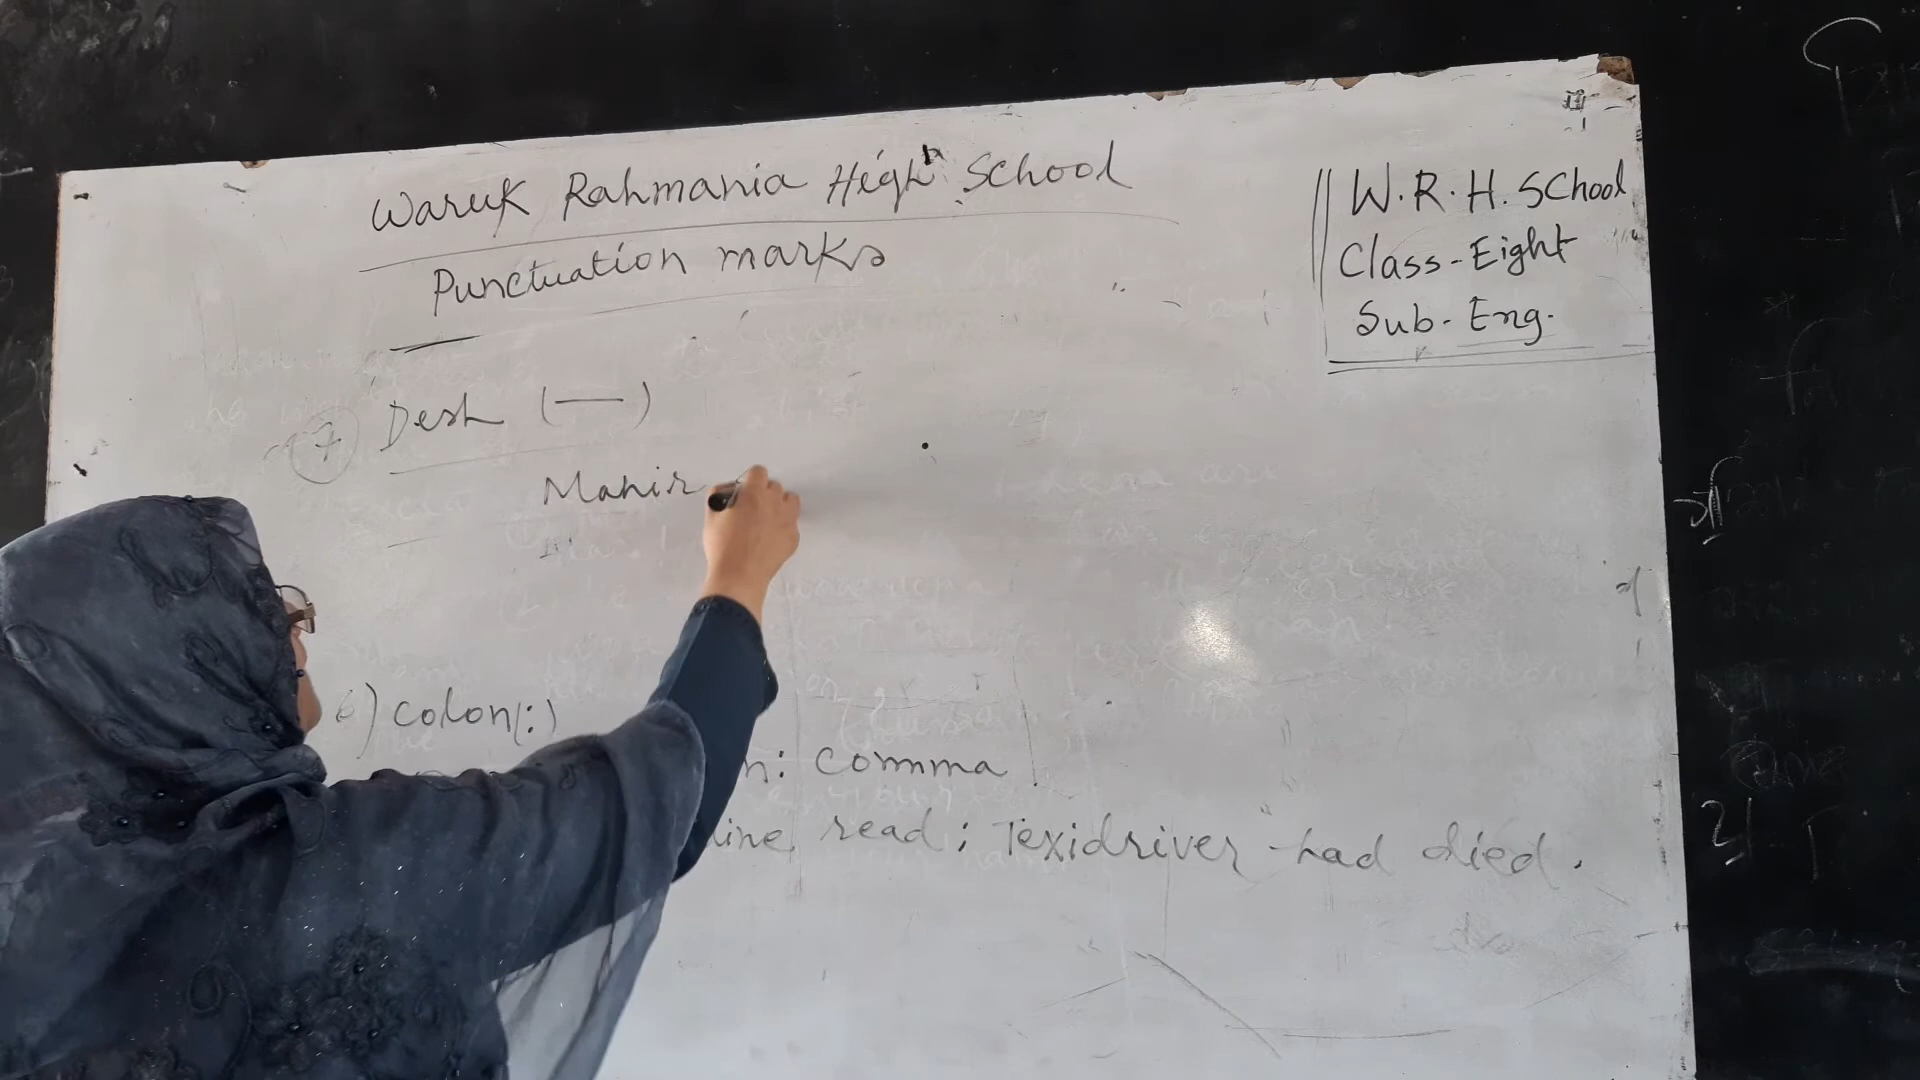 Waruk Rahmania High School
Punctuation marks
W.R.H. SChool
Class-Eight
Sub- Eng.
7 Desh (—)
Mahir
6) colon(:)
n: comma
line read: Texidriver had died.